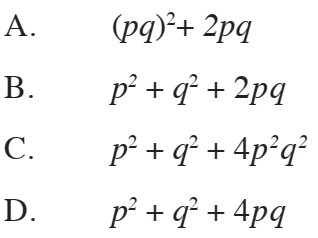 A. (pq)²+ 2pq
B. p² + q² + 2pq
C. p² + q² + 4p²q²
D. p² + q² + 4pq